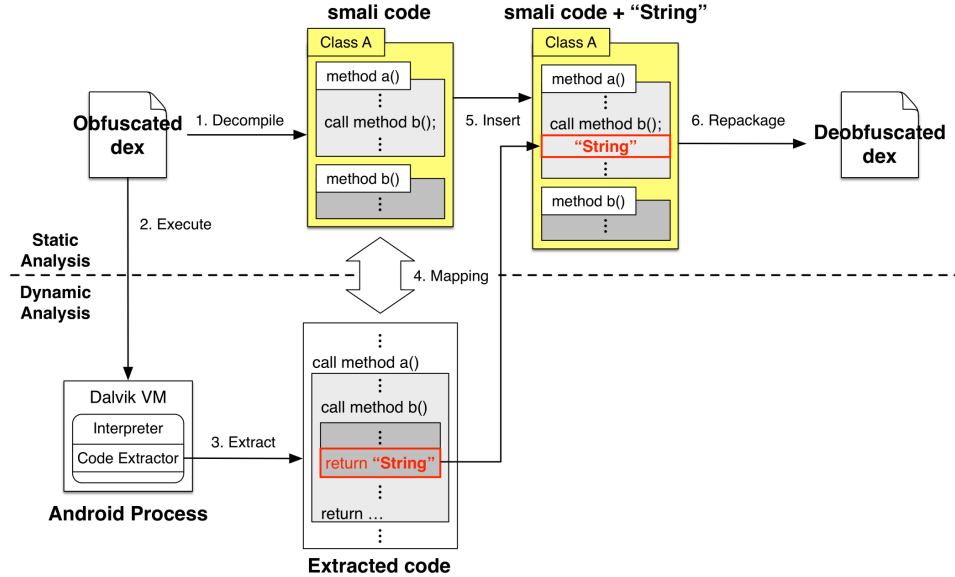 smali code
smali code + “String”
Class A
method a()
⋮
call method b();
⋮
method b()
⋮
Class A
method a()
⋮
call method b();
“String”
⋮
method b()
⋮
Obfuscated
dex
1. Decompile
5. Insert
6. Repackage
Deobfuscated
dex
2. Execute
Static
Analysis
4. Mapping
Dynamic
Analysis
Dalvik VM
Interpreter
Code Extractor
Android Process
3. Extract
⋮
call method a()
⋮
call method b()
⋮
return “String”
⋮
return …
⋮
Extracted code